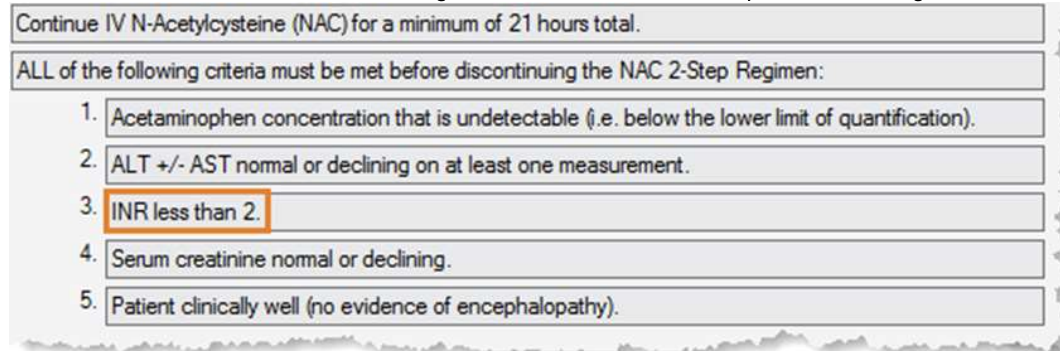 Continue IV N-Acetylcysteine (NAC) for a minimum of 21 hours total.
ALL of the following criteria must be met before discontinuing the NAC 2-Step Regimen:
1. Acetaminophen concentration that is undetectable (i.e. below the lower limit of quantification).
2. ALT +/- AST normal or declining on at least one measurement.
3. INR less than 2.
4. Serum creatinine normal or declining.
5. Patient clinically well (no evidence of encephalopathy).